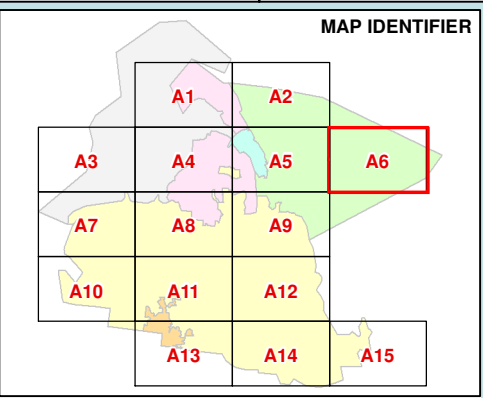 MAP IDENTIFIER
A1 A2
A3 A4 A5 A6
A7 A8 A9
A10 A11 A12
A13 A14 A15